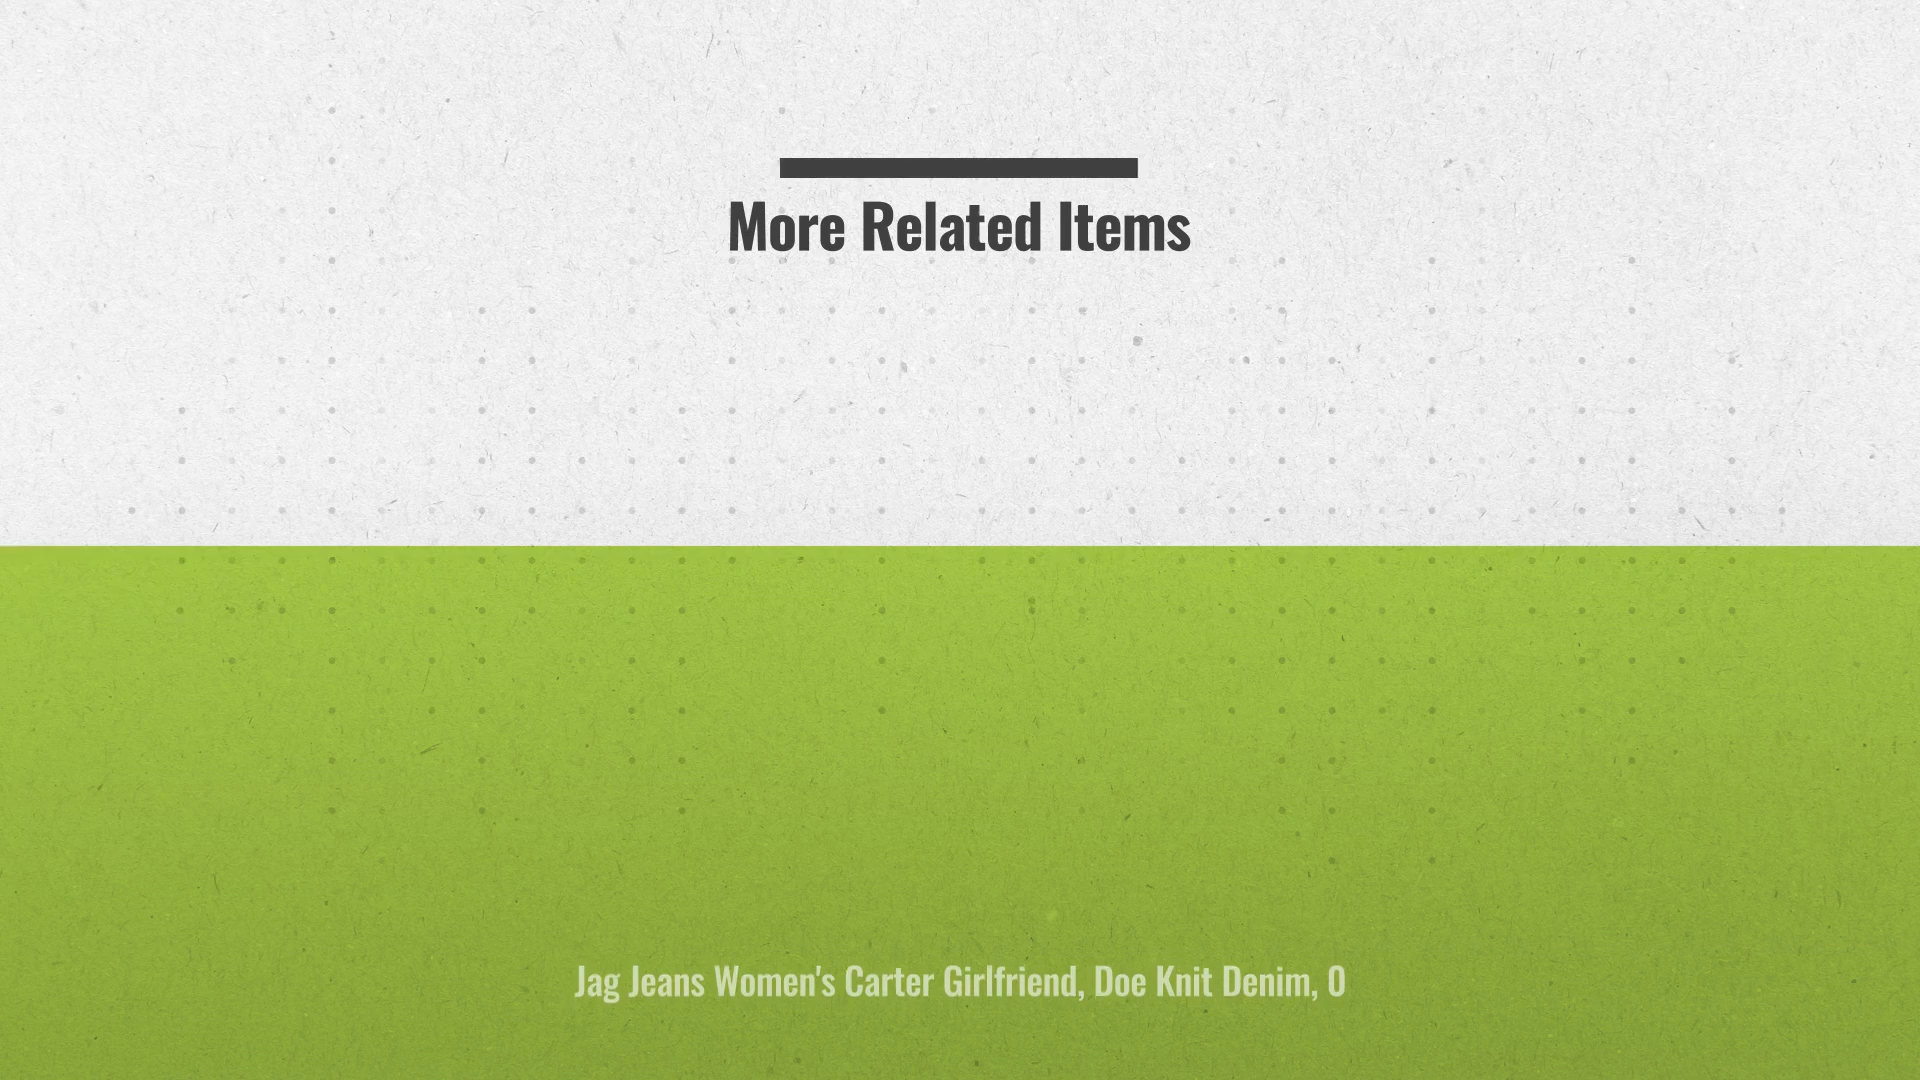 More Related Items
Jag Jeans Women's Carter Girlfriend, Doe Knit Denim, 0